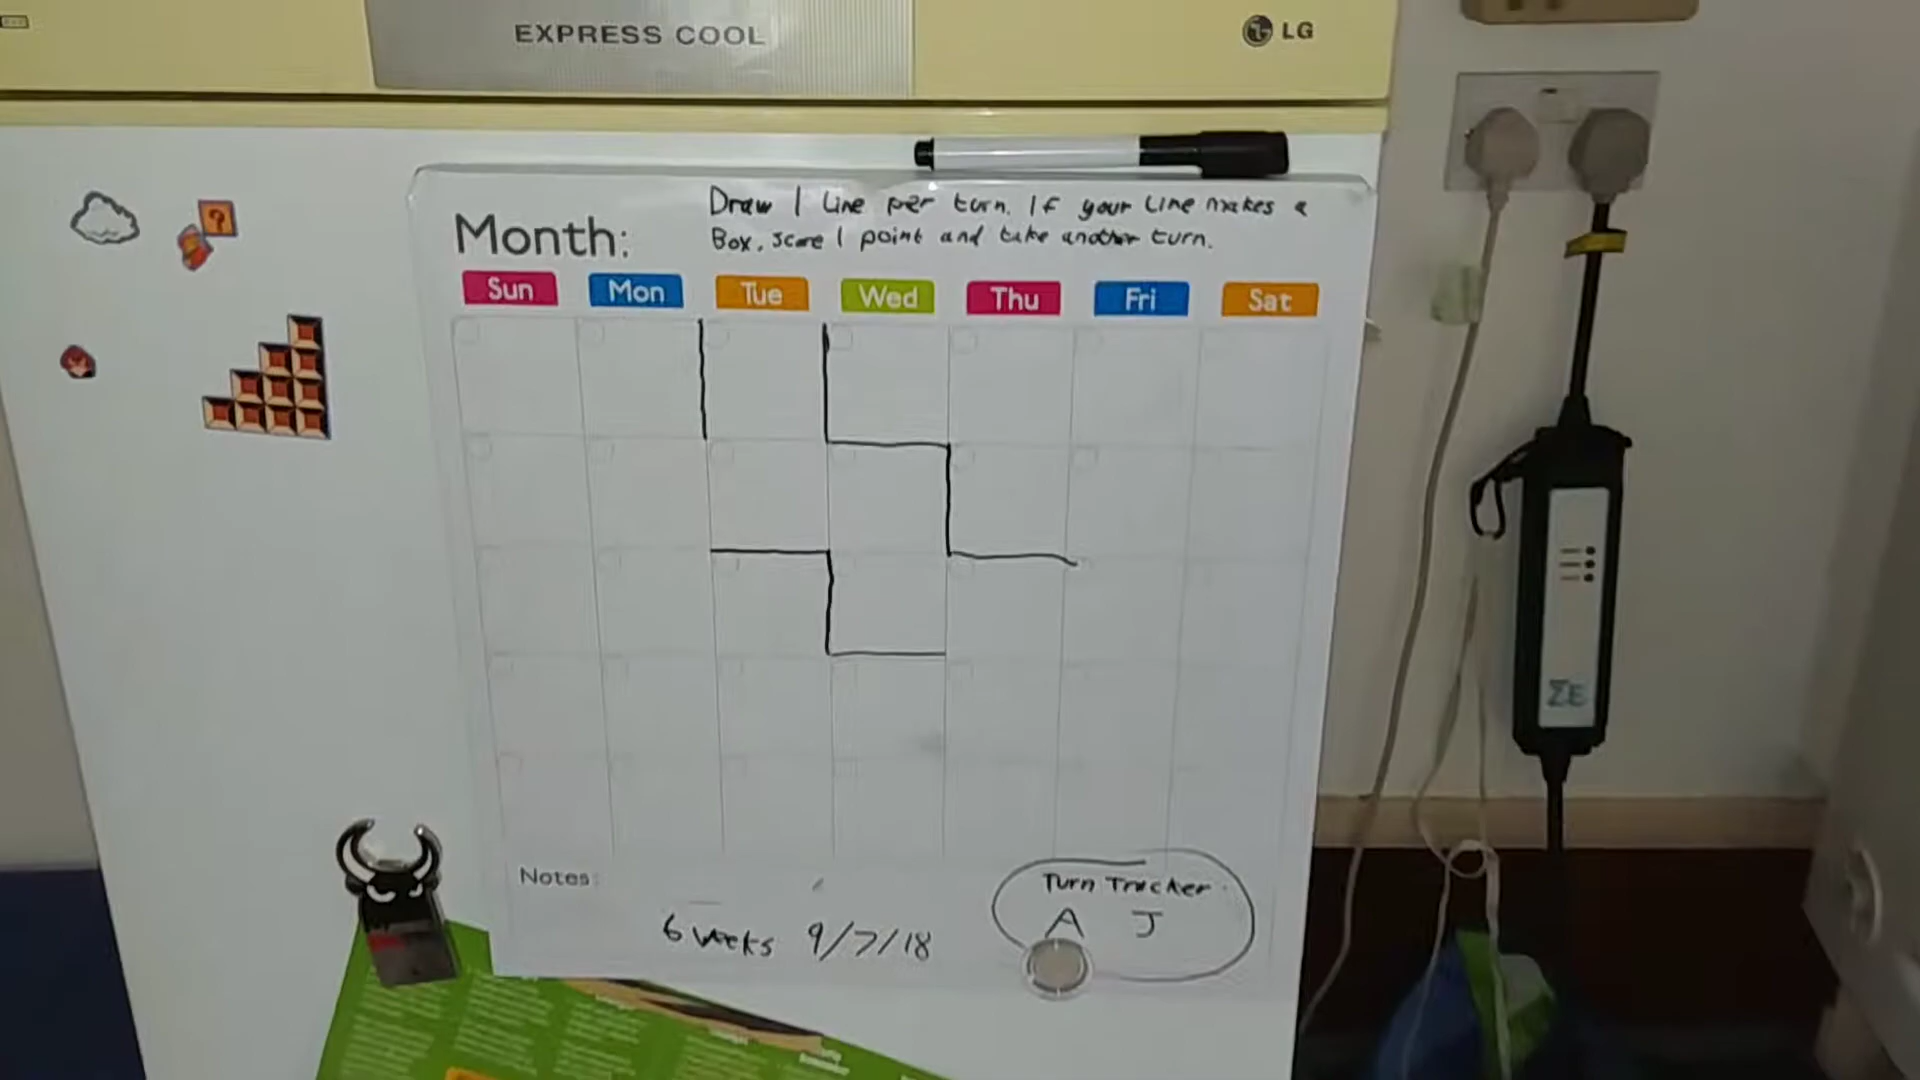 EXPRESS COOL
LG
Draw 1 Line per turn. If your Line makes a
Month:
Box, score 1 point and take another turn.
Sun Mon Tue Wed Thu Fri Sat
ZE
Notes:
Turn Tracker
A J
6 weeks 9/7/18